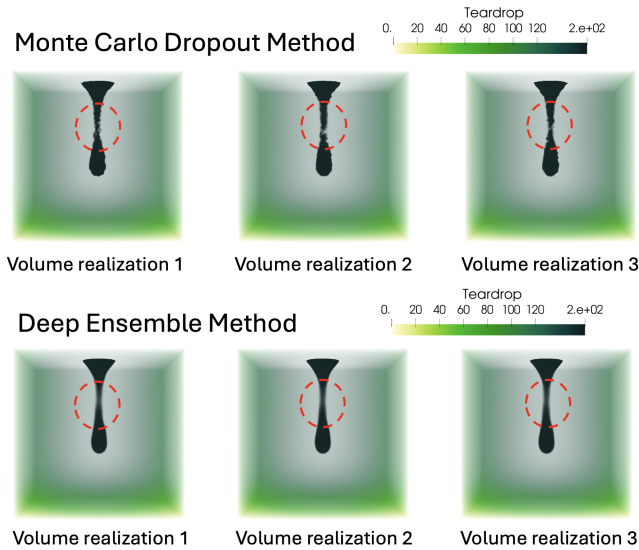 Teardrop
Monte Carlo Dropout Method
0. 20 40 60 80 100 120 2.e+02
Volume realization 1
Volume realization 2
Volume realization 3
Teardrop
Deep Ensemble Method
0. 20 40 60 80 100 120 2.e+02
Volume realization 1
Volume realization 2
Volume realization 3